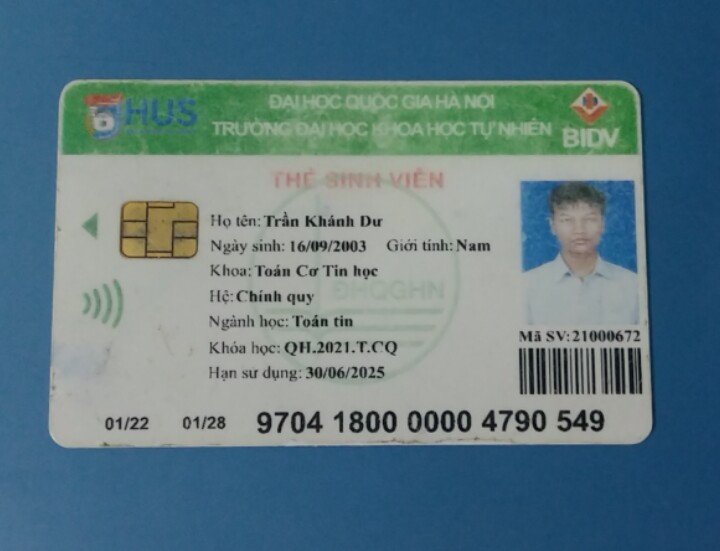 HUS
ĐẠI HỌC QUỐC GIA HÀ NỘI
TRƯỜNG ĐẠI HỌC KHOA HỌC TỰ NHIÊN
BIDV
THẺ SINH VIÊN
Họ tên: Trần Khánh Dư
Ngày sinh: 16/09/2003 Giới tính: Nam
Khoa: Toán Cơ Tin học
ĐHQGHN
Hệ: Chính quy
Ngành học: Toán tin
Mã SV: 21000672
Khóa học: QH.2021.T.CQ
Hạn sử dụng: 30/06/2025
01/22 01/28 9704 1800 0000 4790 549